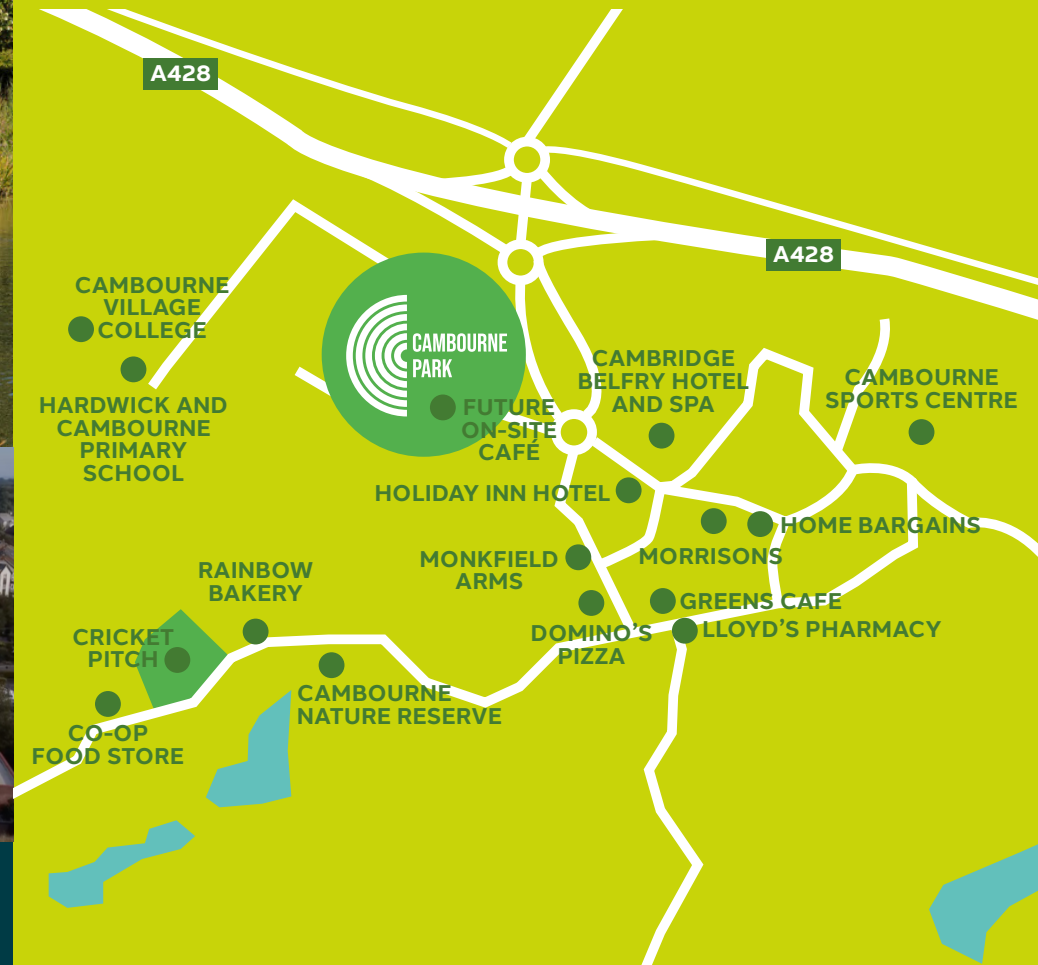 A428
A428
CAMBOURNE
VILLAGE
COLLEGE
HARDWICK AND
CAMBOURNE
PRIMARY
SCHOOL
CAMBOURNE
PARK
FUTURE
ON-SITE
CAFÉ
CAMBRIDGE
BELFRY HOTEL
AND SPA
CAMBOURNE
SPORTS CENTRE
HOLIDAY INN HOTEL
HOME BARGAINS
MORRISONS
MONKFIELD
ARMS
RAINBOW
BAKERY
GREENS CAFE
DOMINO'S
PIZZA
LLOYD'S PHARMACY
CRICKET
PITCH
CAMBOURNE
NATURE RESERVE
CO-OP
FOOD STORE